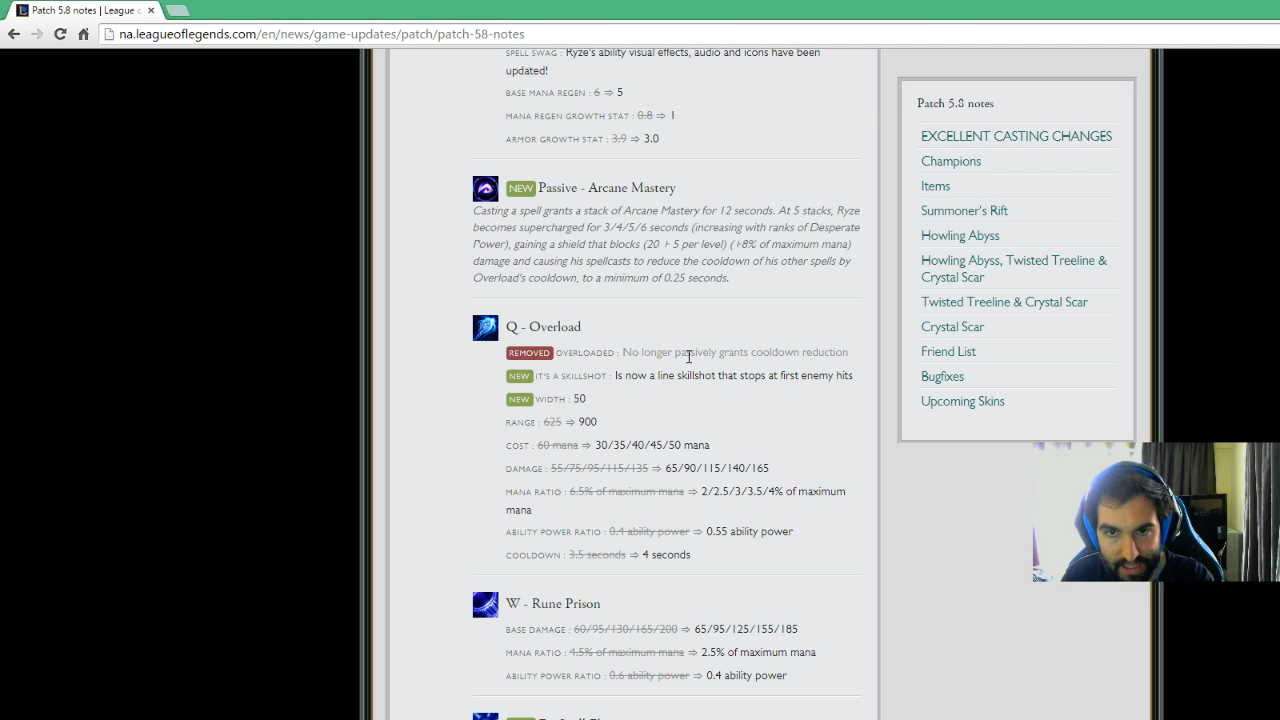 Patch 5.8 notes | League c
na.leagueoflegends.com/en/news/game-updates/patch/patch-58-notes
SPELL SWAG : Ryze's ability visual effects, audio and icons have been
updated!
BASE MANA REGEN : 6 ⇒ 5
MANA REGEN GROWTH STAT : 0.8 ⇒ 1
ARMOR GROWTH STAT : 3.9 ⇒ 3.0
NEW Passive - Arcane Mastery
Casting a spell grants a stack of Arcane Mastery for 12 seconds. At 5 stacks, Ryze
becomes supercharged for 3/4/5/6 seconds (increasing with ranks of Desperate
Power), gaining a shield that blocks (20 + 5 per level) (+8% of maximum mana)
damage and causing his spellcasts to reduce the cooldown of his other spells by
Overload's cooldown, to a minimum of 0.25 seconds.
Q - Overload
REMOVED OVERLOADED : No longer passively grants cooldown reduction
NEW IT'S A SKILLSHOT : Is now a line skillshot that stops at first enemy hits
NEW WIDTH : 50
RANGE : 625 ⇒ 900
COST : 60 mana ⇒ 30/35/40/45/50 mana
DAMAGE : 55/75/95/115/135 ⇒ 65/90/115/140/165
MANA RATIO : 6.5% of maximum mana ⇒ 2/2.5/3/3.5/4% of maximum
mana
ABILITY POWER RATIO : 0.4 ability power ⇒ 0.55 ability power
COOLDOWN : 3.5 seconds ⇒ 4 seconds
W - Rune Prison
BASE DAMAGE : 60/95/130/165/200 ⇒ 65/95/125/155/185
MANA RATIO : 4.5% of maximum mana ⇒ 2.5% of maximum mana
ABILITY POWER RATIO : 0.6 ability power ⇒ 0.4 ability power
Patch 5.8 notes
EXCELLENT CASTING CHANGES
Champions
Items
Summoner's Rift
Howling Abyss
Howling Abyss, Twisted Treeline &
Crystal Scar
Twisted Treeline & Crystal Scar
Crystal Scar
Friend List
Bugfixes
Upcoming Skins